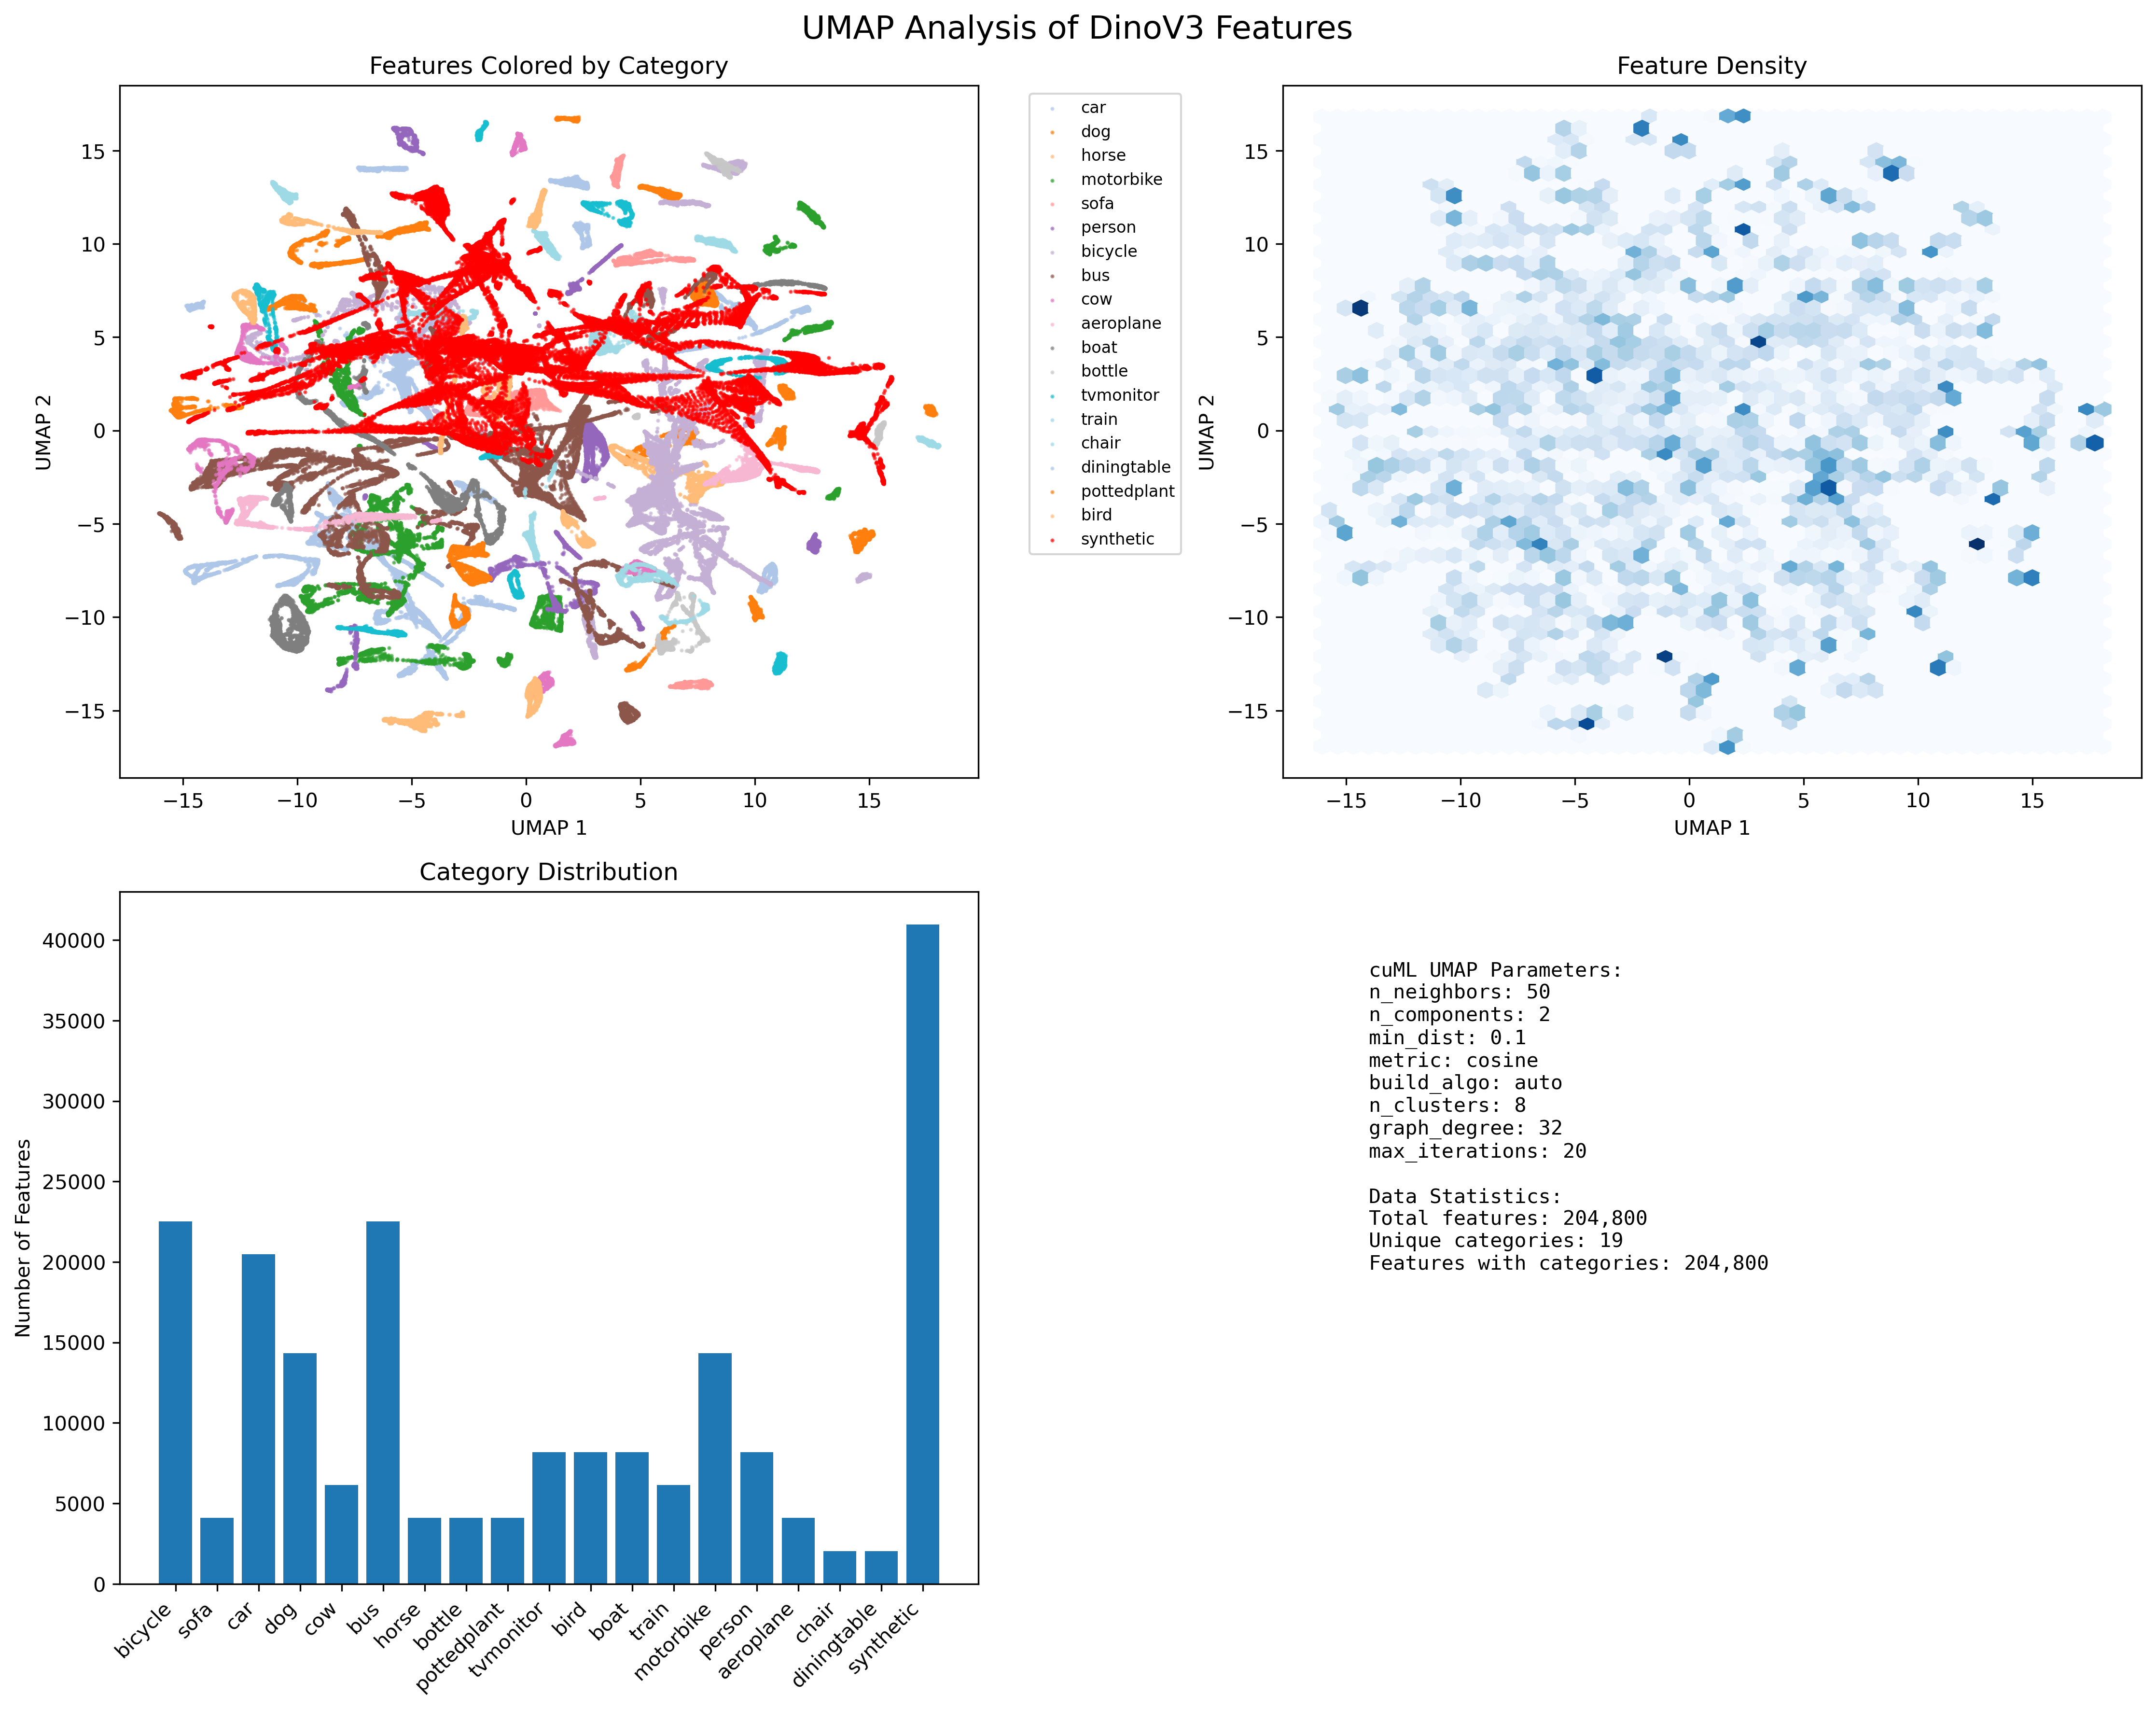 UMAP Analysis of DinoV3 Features
Features Colored by Category
15
10
5
0
−5
−10
−15
UMAP 2
−15
−10
−5
0
5
10
15
UMAP 1
car
dog
horse
motorbike
sofa
person
bicycle
bus
cow
aeroplane
boat
bottle
tvmonitor
train
chair
diningtable
pottedplant
bird
synthetic
Feature Density
15
10
5
0
−5
−10
−15
UMAP 2
−15
−10
−5
0
5
10
15
UMAP 1
Category Distribution
40000
35000
30000
25000
20000
15000
10000
5000
0
Number of Features
bicycle
sofa
car
dog
cow
bus
horse
bottle
pottedplant
tvmonitor
bird
boat
train
motorbike
person
aeroplane
chair
diningtable
synthetic
cuML UMAP Parameters:
n_neighbors: 50
n_components: 2
min_dist: 0.1
metric: cosine
build_algo: auto
n_clusters: 8
graph_degree: 32
max_iterations: 20
Data Statistics:
Total features: 204,800
Unique categories: 19
Features with categories: 204,800